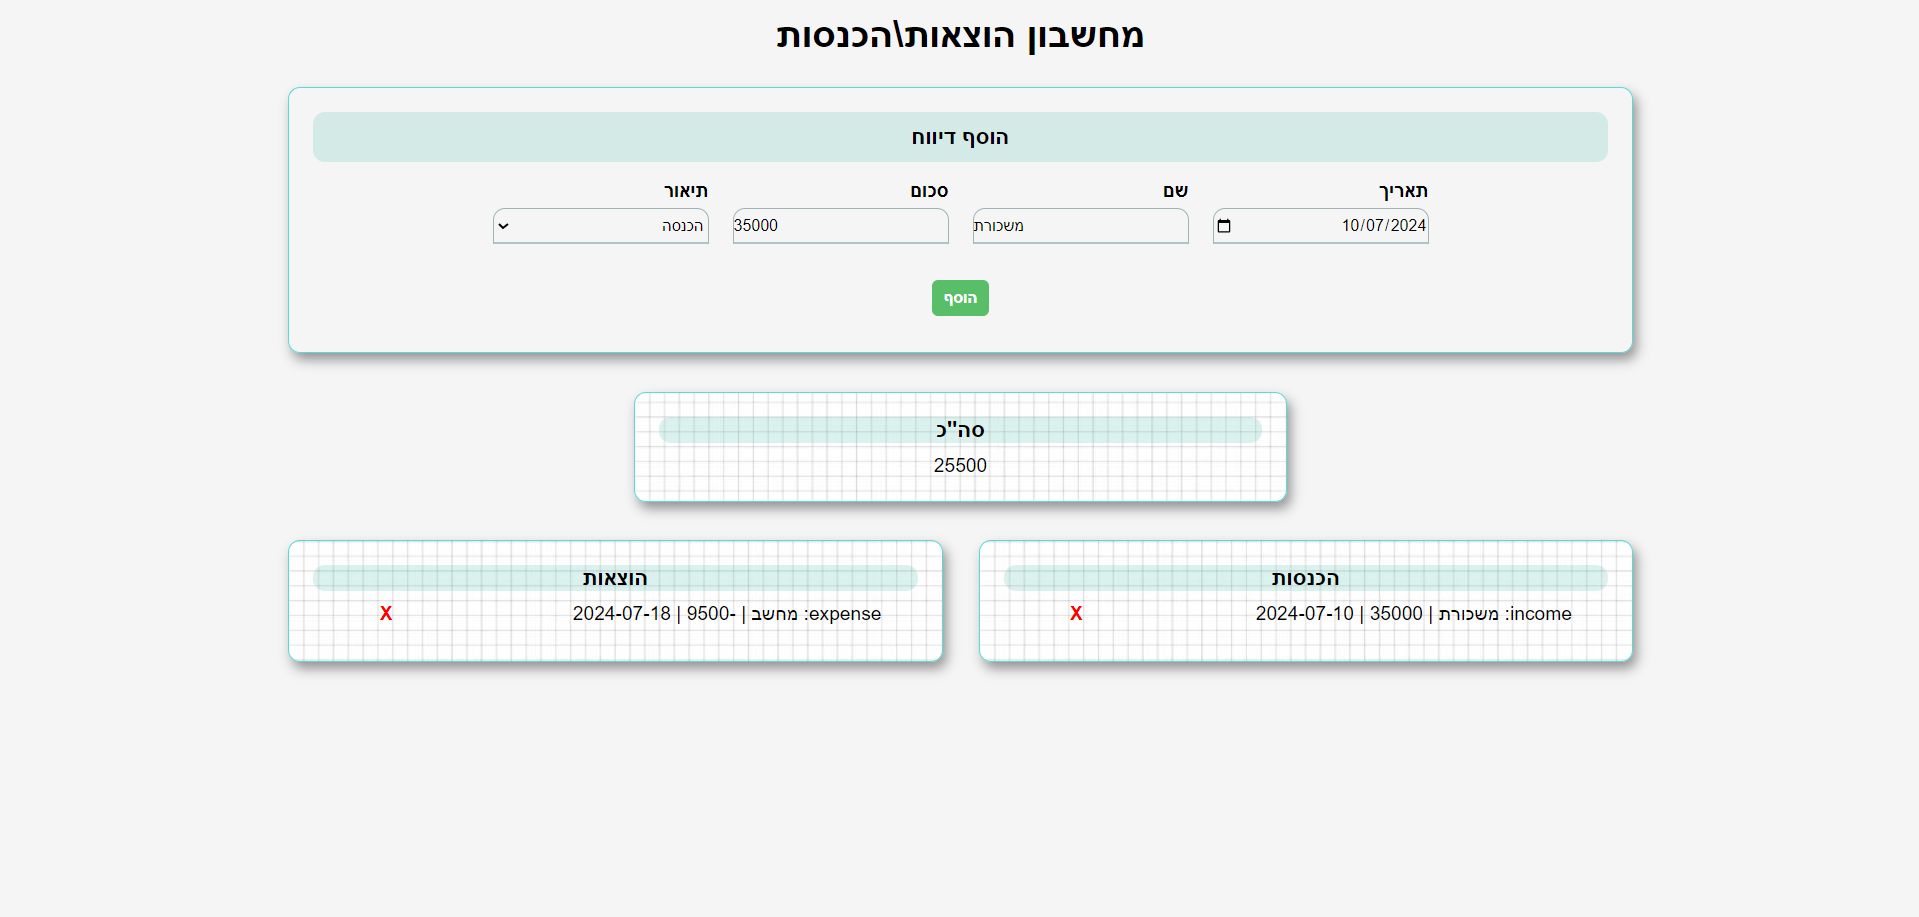 מחשבון הוצאות\הכנסות
הוסף דיווח
תאריך שם סכום תיאור
10/07/2024 משכורת 35000 הכנסה
הוסף
סה"כ
25500
הכנסות
income: משכורת | 35000 | 2024-07-10 X
הוצאות
expense: מחשב | -9500 | 2024-07-18 X